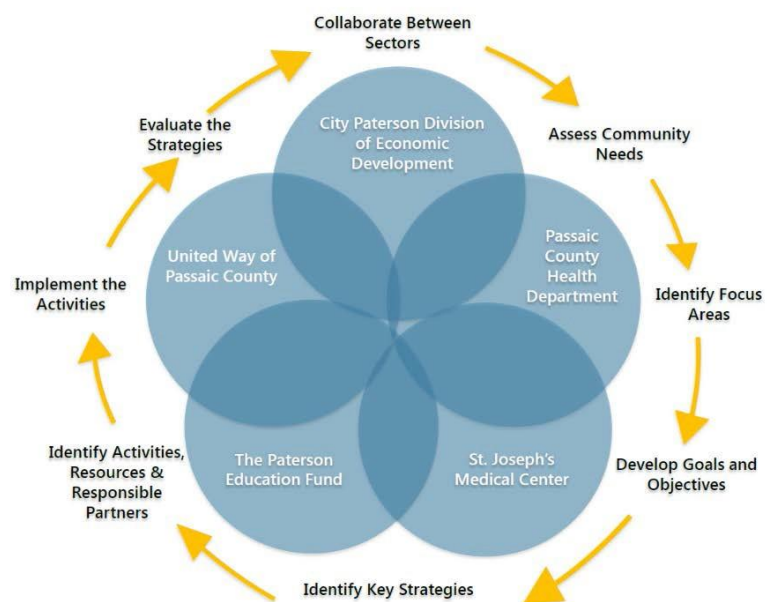 Collaborate Between
Sectors
City Paterson Division
of Economic
Development
Evaluate the
Strategies
Assess Community
Needs
United Way of
Passaic County
Passaic
County
Health
Department
Implement the
Activities
Identify Focus
Areas
Identify Activities,
Resources &
Responsible
Partners
The Paterson
Education Fund
St. Joseph's
Medical Center
Develop Goals and
Objectives
Identify Key Strategies